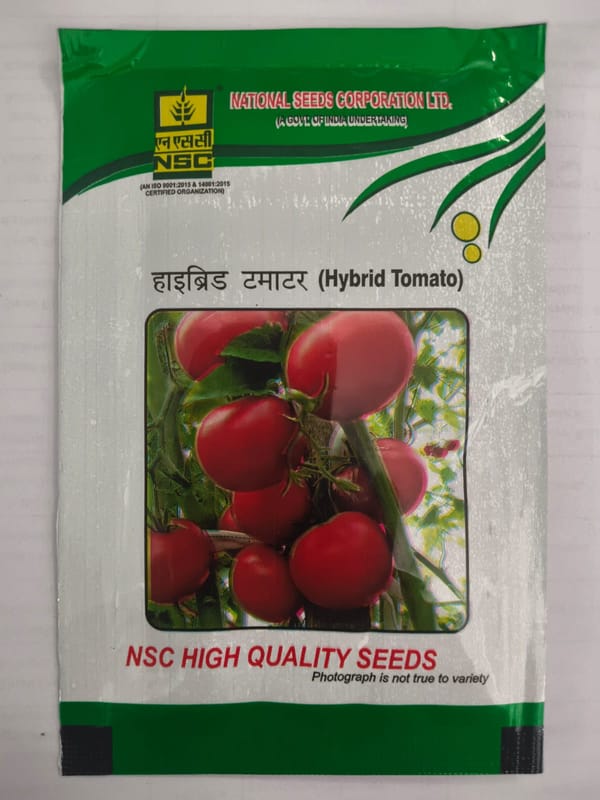 NATIONAL SEEDS CORPORATION LTD.
(A GOVT. OF INDIA UNDERTAKING)
एन एस सी
NSC
(AN ISO 9001:2015 & 14001:2015
CERTIFIED ORGANIZATION)
हाइब्रिड टमाटर (Hybrid Tomato)
NSC HIGH QUALITY SEEDS
Photograph is not true to variety